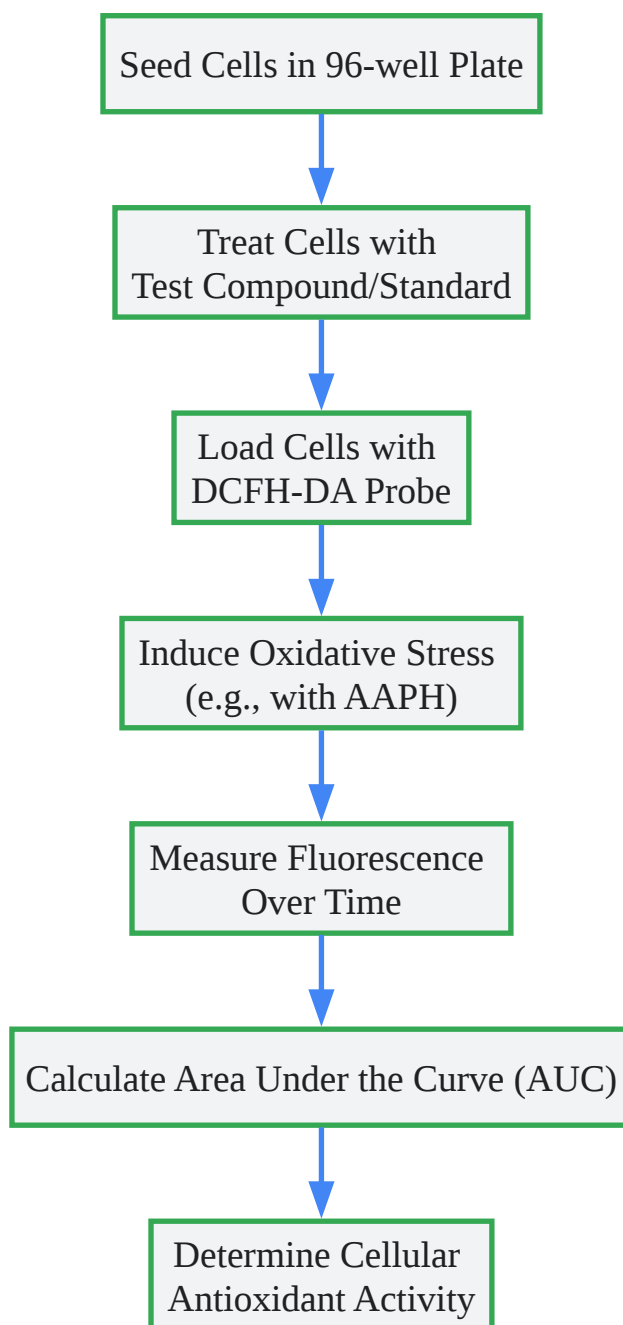 Seed Cells in 96-well Plate
Treat Cells with
Test Compound/Standard
Load Cells with
DCFH-DA Probe
Induce Oxidative Stress
(e.g., with AAPH)
Measure Fluorescence
Over Time
Calculate Area Under the Curve (AUC)
Determine Cellular
Antioxidant Activity